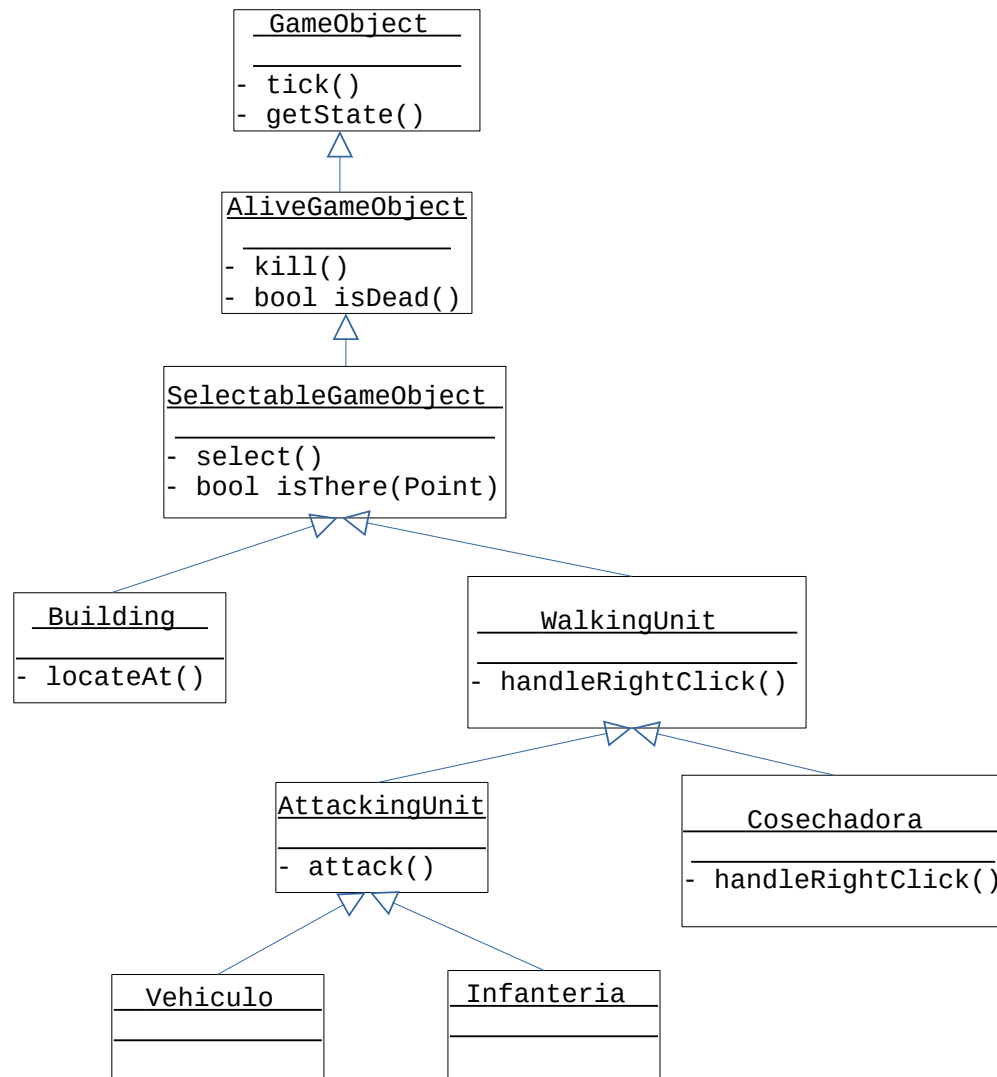 GameObject
- tick()
- getState()
AliveGameObject
- kill()
- bool isDead()
SelectableGameObject
- select()
- bool isThere(Point)
Building
- locateAt()
WalkingUnit
- handleRightClick()
AttackingUnit
- attack()
Cosechadora
- handleRightClick()
Vehiculo
Infanteria